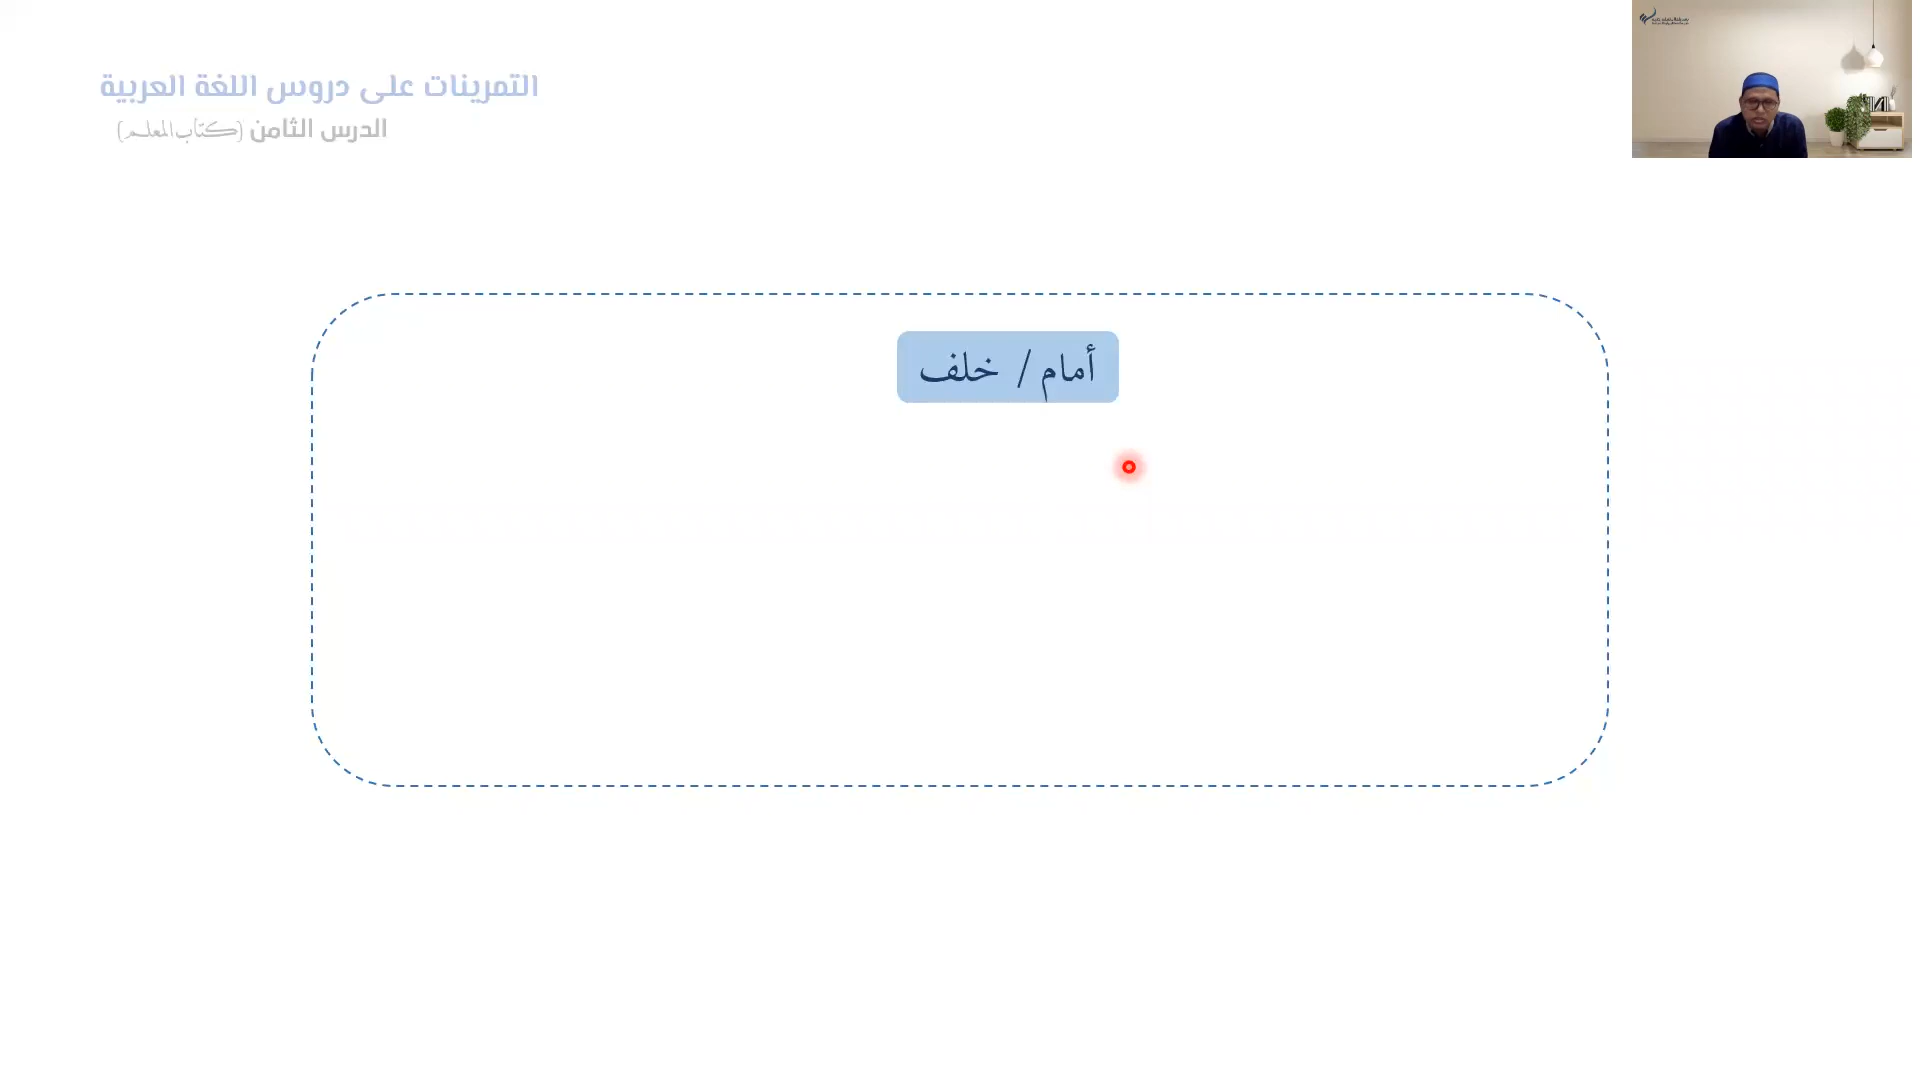 التمرينات على دروس اللغة العربية
الدرس الثامن (كتاب المعلم)
أمام / خلف